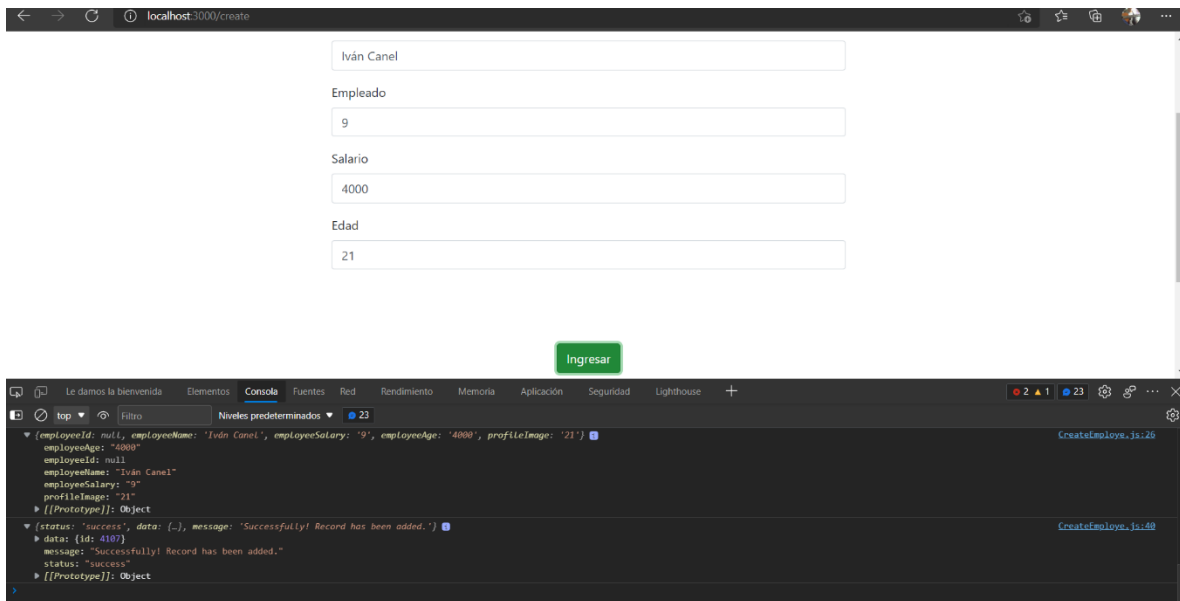 localhost:3000/create
Iván Canel
Empleado
9
Salario
4000
Edad
21
Ingresar
Le damos la bienvenida Elementos Consola Fuentes Red Rendimiento Memoria Aplicación Seguridad Lighthouse + 2 1 23
top Filtro Niveles predeterminados 23
{employeeId: null, employeeName: 'Iván Canel', employeeSalary: '9', employeeAge: '4000', profileImage: '21'} CreateEmploye.js:26
employeeAge: "4000"
employeeId: null
employeeName: "Iván Canel"
employeeSalary: "9"
profileImage: "21"
[[Prototype]]: Object
{status: 'success', data: {…}, message: 'Successfully! Record has been added.'} CreateEmploye.js:40
data: {id: 4107}
message: "Successfully! Record has been added."
status: "success"
[[Prototype]]: Object